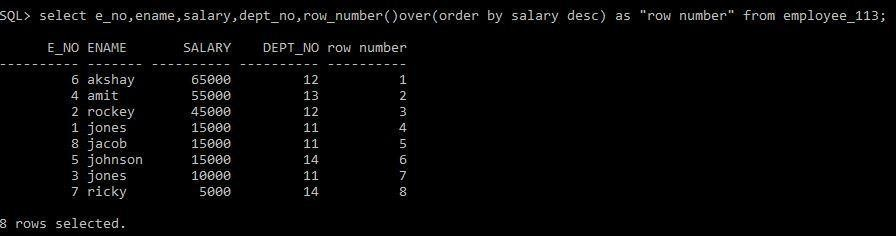 SQL> select e_no,ename,salary,dept_no,row_number()over(order by salary desc) as "row number" from employee_113;
E_NO ENAME SALARY DEPT_NO row number
---------- ------- ---------- ---------- ----------
6 akshay 65000 12 1
4 amit 55000 13 2
2 rockey 45000 12 3
1 jones 15000 11 4
8 jacob 15000 11 5
5 johnson 15000 14 6
3 jones 10000 11 7
7 ricky 5000 14 8
8 rows selected.